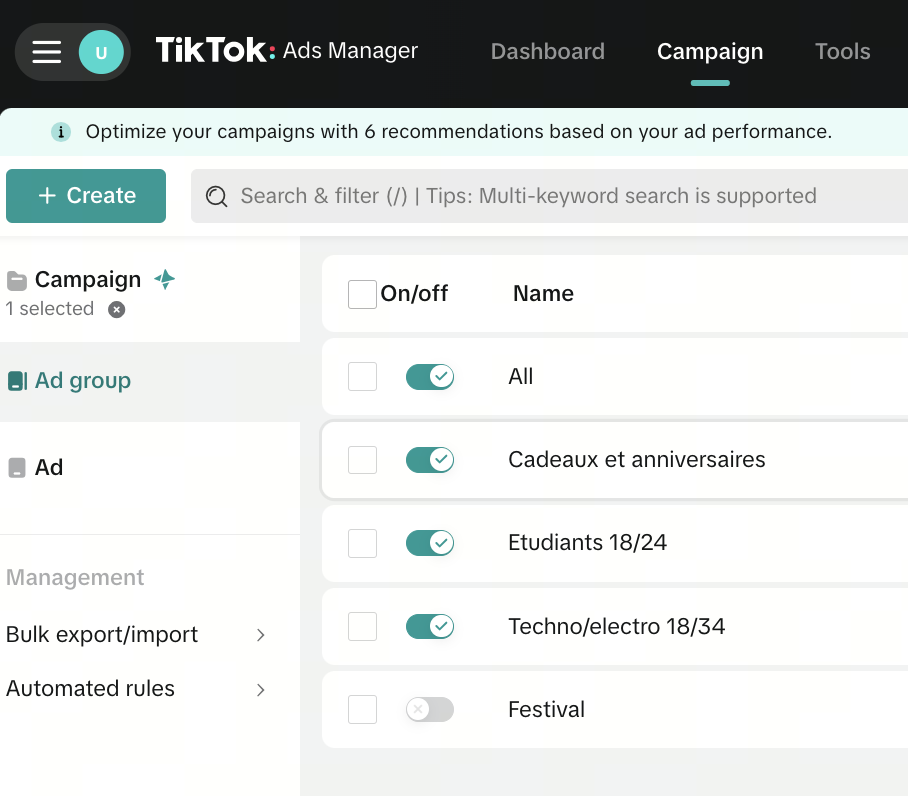 U TikTok: Ads Manager Dashboard Campaign Tools
Optimize your campaigns with 6 recommendations based on your ad performance.
+ Create Search & filter (/) | Tips: Multi-keyword search is supported
Campaign
1 selected
Ad group
Ad
Management
Bulk export/import
Automated rules
On/off Name
All
Cadeaux et anniversaires
Etudiants 18/24
Techno/electro 18/34
Festival